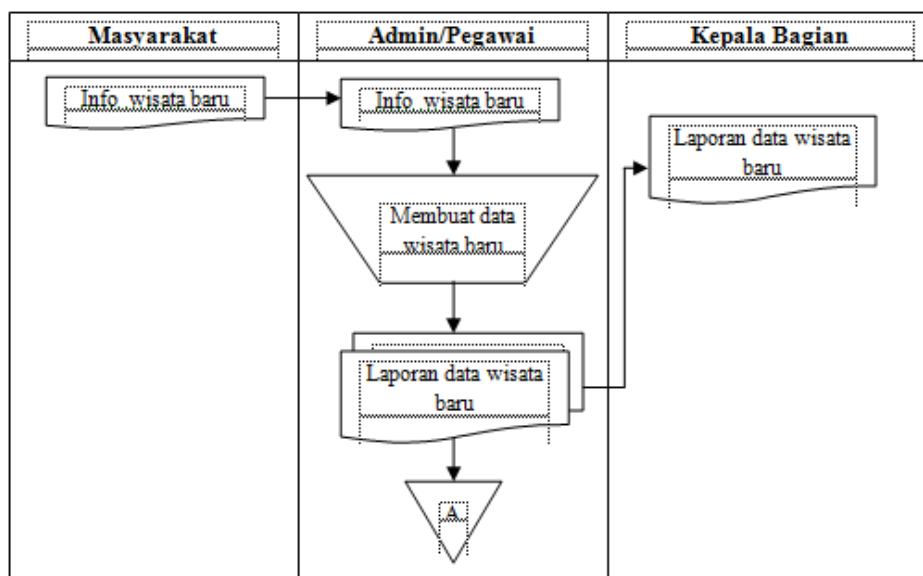 Masyarakat
Admin/Pegawai
Kepala Bagian
Info wisata baru
Info wisata baru
Laporan data wisata
baru
Membuat data
wisata baru
Laporan data wisata
baru
A